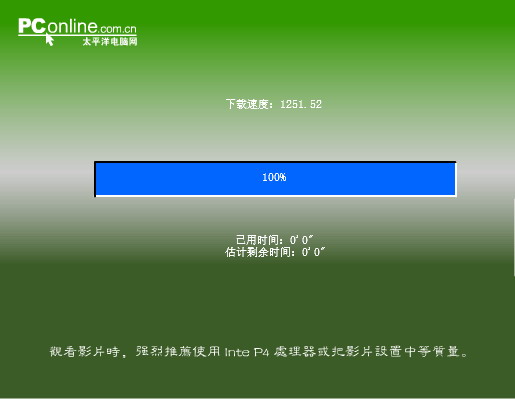 PConline.com.cn
太平洋电脑网
下载速度：1251.52
100%
已用时间：0'0"
估计剩余时间：0'0"
觀看影片時，强烈推薦使用 Inte P4 處理器或把影片設置中等質量。